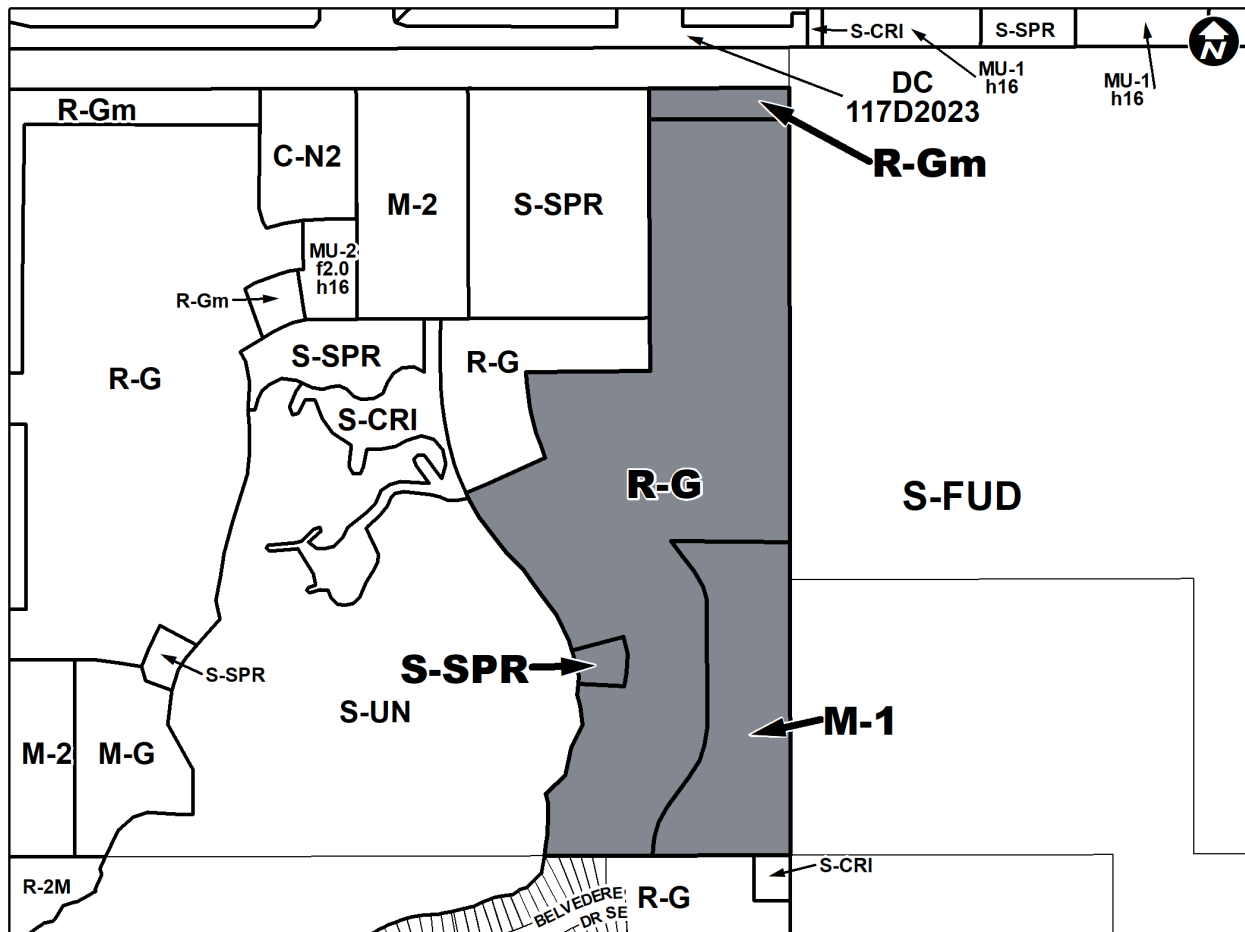 S-CRI
S-SPR
N
MU-1
h16
MU-1
h16
DC
117D2023
R-Gm
R-Gm
C-N2
M-2
S-SPR
MU-2
f2.0
h16
R-Gm
S-SPR
R-G
R-G
S-CRI
R-G
S-FUD
S-SPR
S-SPR
S-UN
M-1
M-2
M-G
S-CRI
R-2M
R-G
BELVEDERE
DR SE